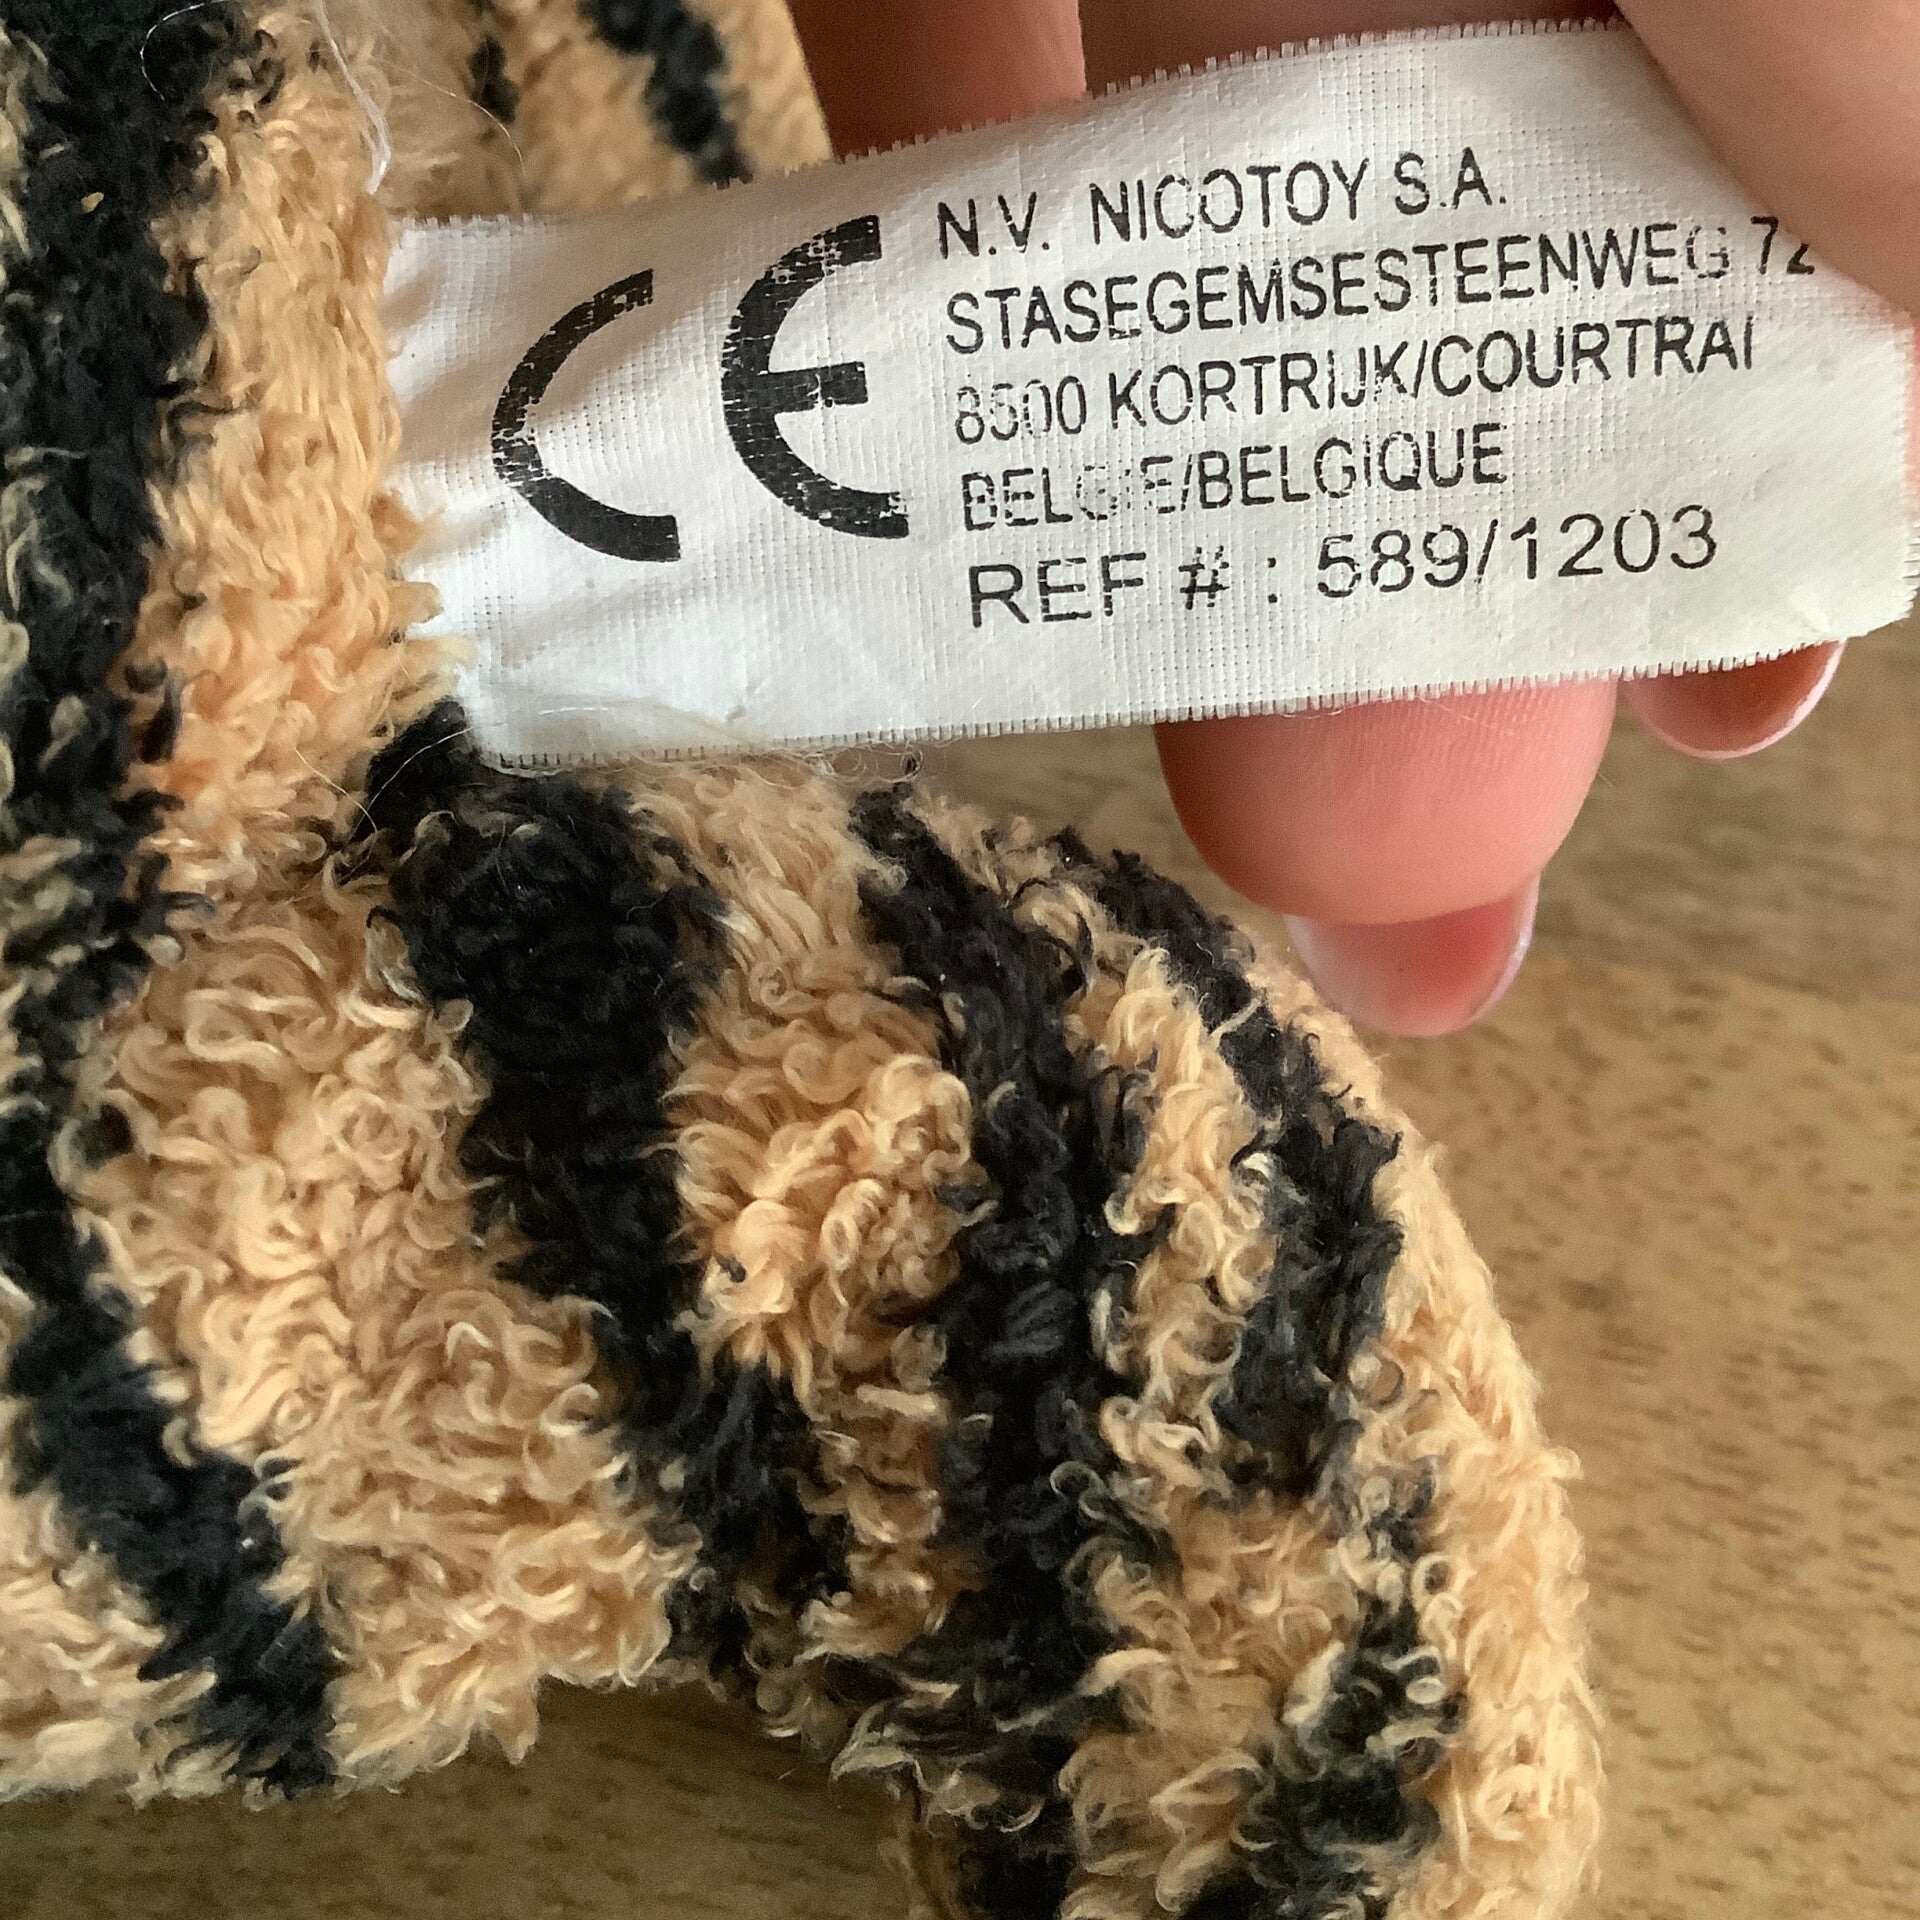 CE
N.V. NICOTOY S.A.
STASEGEMSESTEENWEG 72
8500 KORTRIJK/COURTRAI
BELGIE/BELGIQUE
REF # : 589/1203